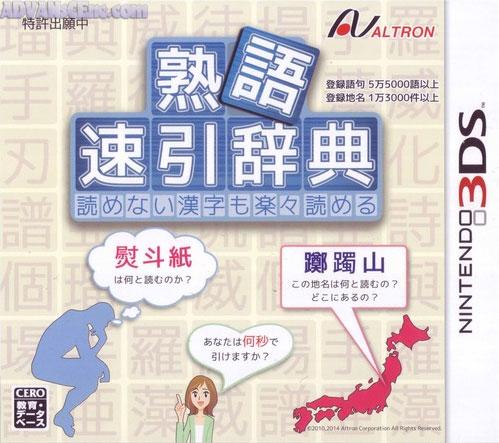 ADVANsCEne.com
特許出願中
ALTRON
熟語
登録語句 5万5000語以上
登録地名 1万3000件以上
速引辞典
読めない漢字も楽々読める
熨斗紙
は何と読むのか?
躑躅山
この地名は何と読むの?
どこにあるの?
あなたは何秒で
引けますか?
NINTENDO 3DS™
CERO
教育・
データ
ベース
©2010,2014 Altron Corporation All Rights Reserved.